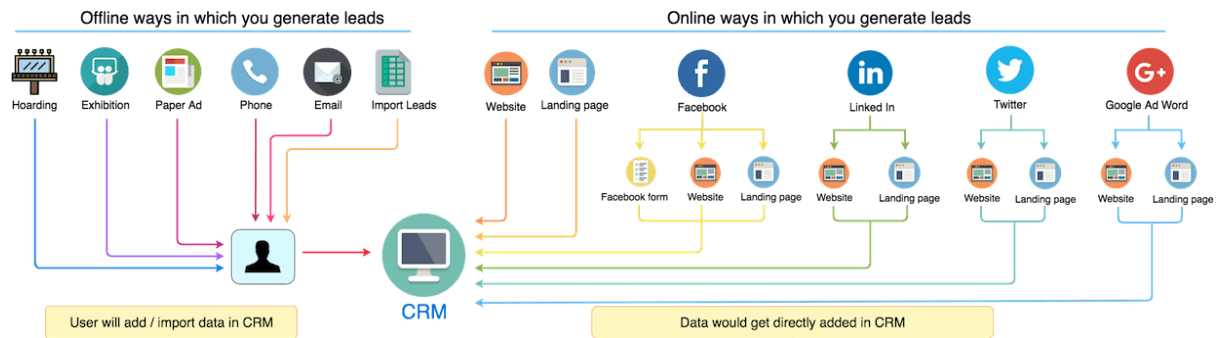 Offline ways in which you generate leads
Online ways in which you generate leads
Hoarding
Exhibition
Paper Ad
Phone
Email
Import Leads
Website
Landing page
Facebook
Linked In
Twitter
Google Ad Word
f
in
G+
Facebook form
Website
Landing page
Website
Landing page
Website
Landing page
Website
Landing page
CRM
User will add / import data in CRM
Data would get directly added in CRM